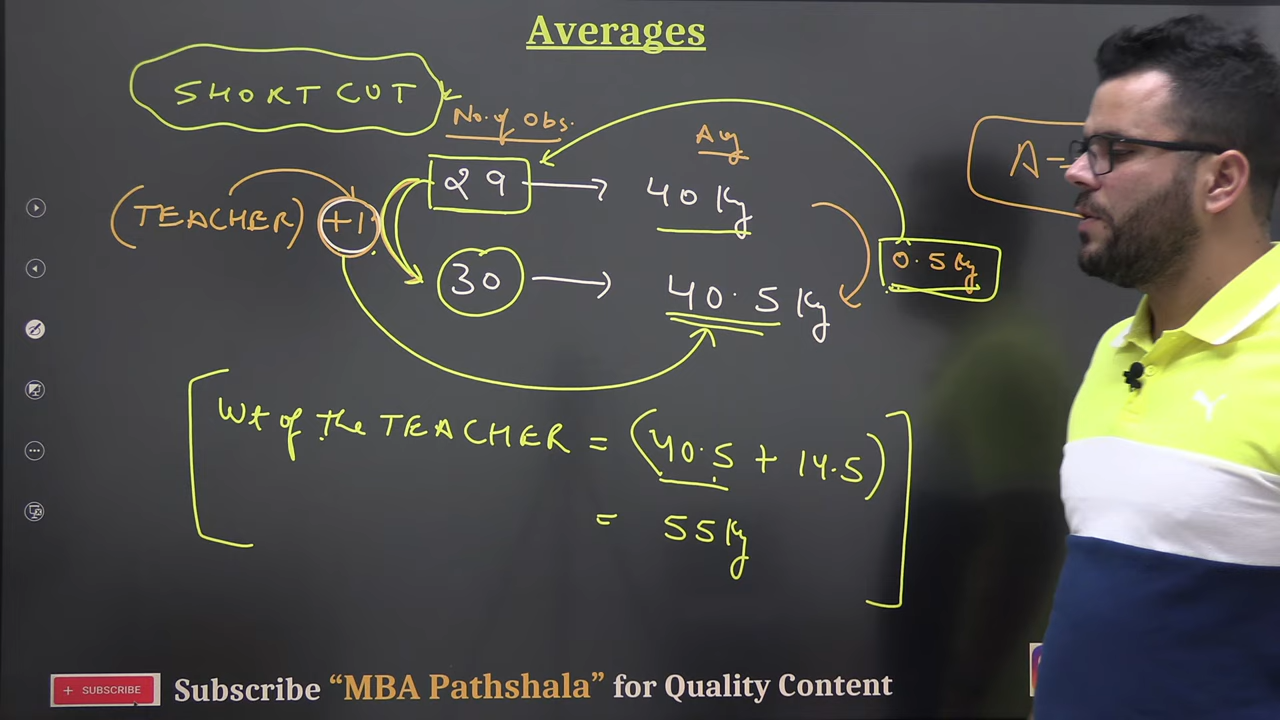 Averages
SHORT CUT
No. of Obs.
Avg
A=
29 → 40 Kg
(TEACHER) +1
0.5 Kg
30 → 40.5 Kg
Wt of the TEACHER = (40.5 + 14.5)
= 55 Kg
+ SUBSCRIBE Subscribe “MBA Pathshala” for Quality Content